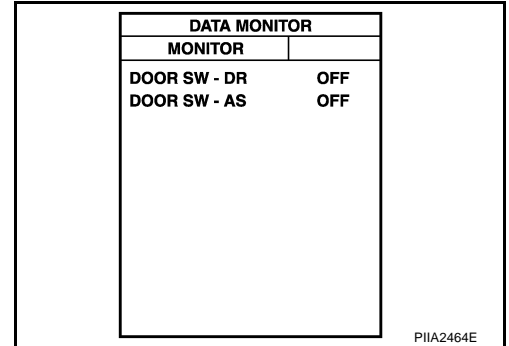 DATA MONITOR
MONITOR
DOOR SW - DR OFF
DOOR SW - AS OFF
PIIA2464E